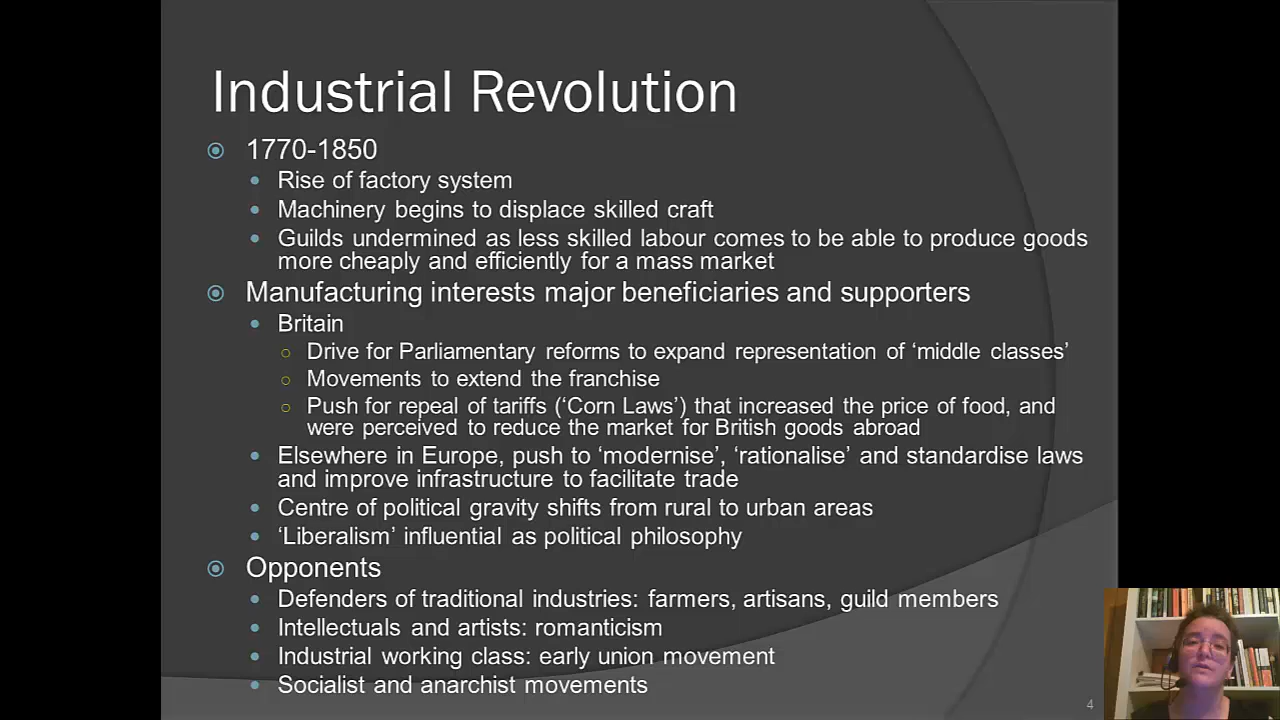 Industrial Revolution
1770-1850
Rise of factory system
Machinery begins to displace skilled craft
Guilds undermined as less skilled labour comes to be able to produce goods
more cheaply and efficiently for a mass market
Manufacturing interests major beneficiaries and supporters
Britain
Drive for Parliamentary reforms to expand representation of ‘middle classes’
Movements to extend the franchise
Push for repeal of tariffs (‘Corn Laws’) that increased the price of food, and
were perceived to reduce the market for British goods abroad
Elsewhere in Europe, push to ‘modernise’, ‘rationalise’ and standardise laws
and improve infrastructure to facilitate trade
Centre of political gravity shifts from rural to urban areas
‘Liberalism’ influential as political philosophy
Opponents
Defenders of traditional industries: farmers, artisans, guild members
Intellectuals and artists: romanticism
Industrial working class: early union movement
Socialist and anarchist movements
4